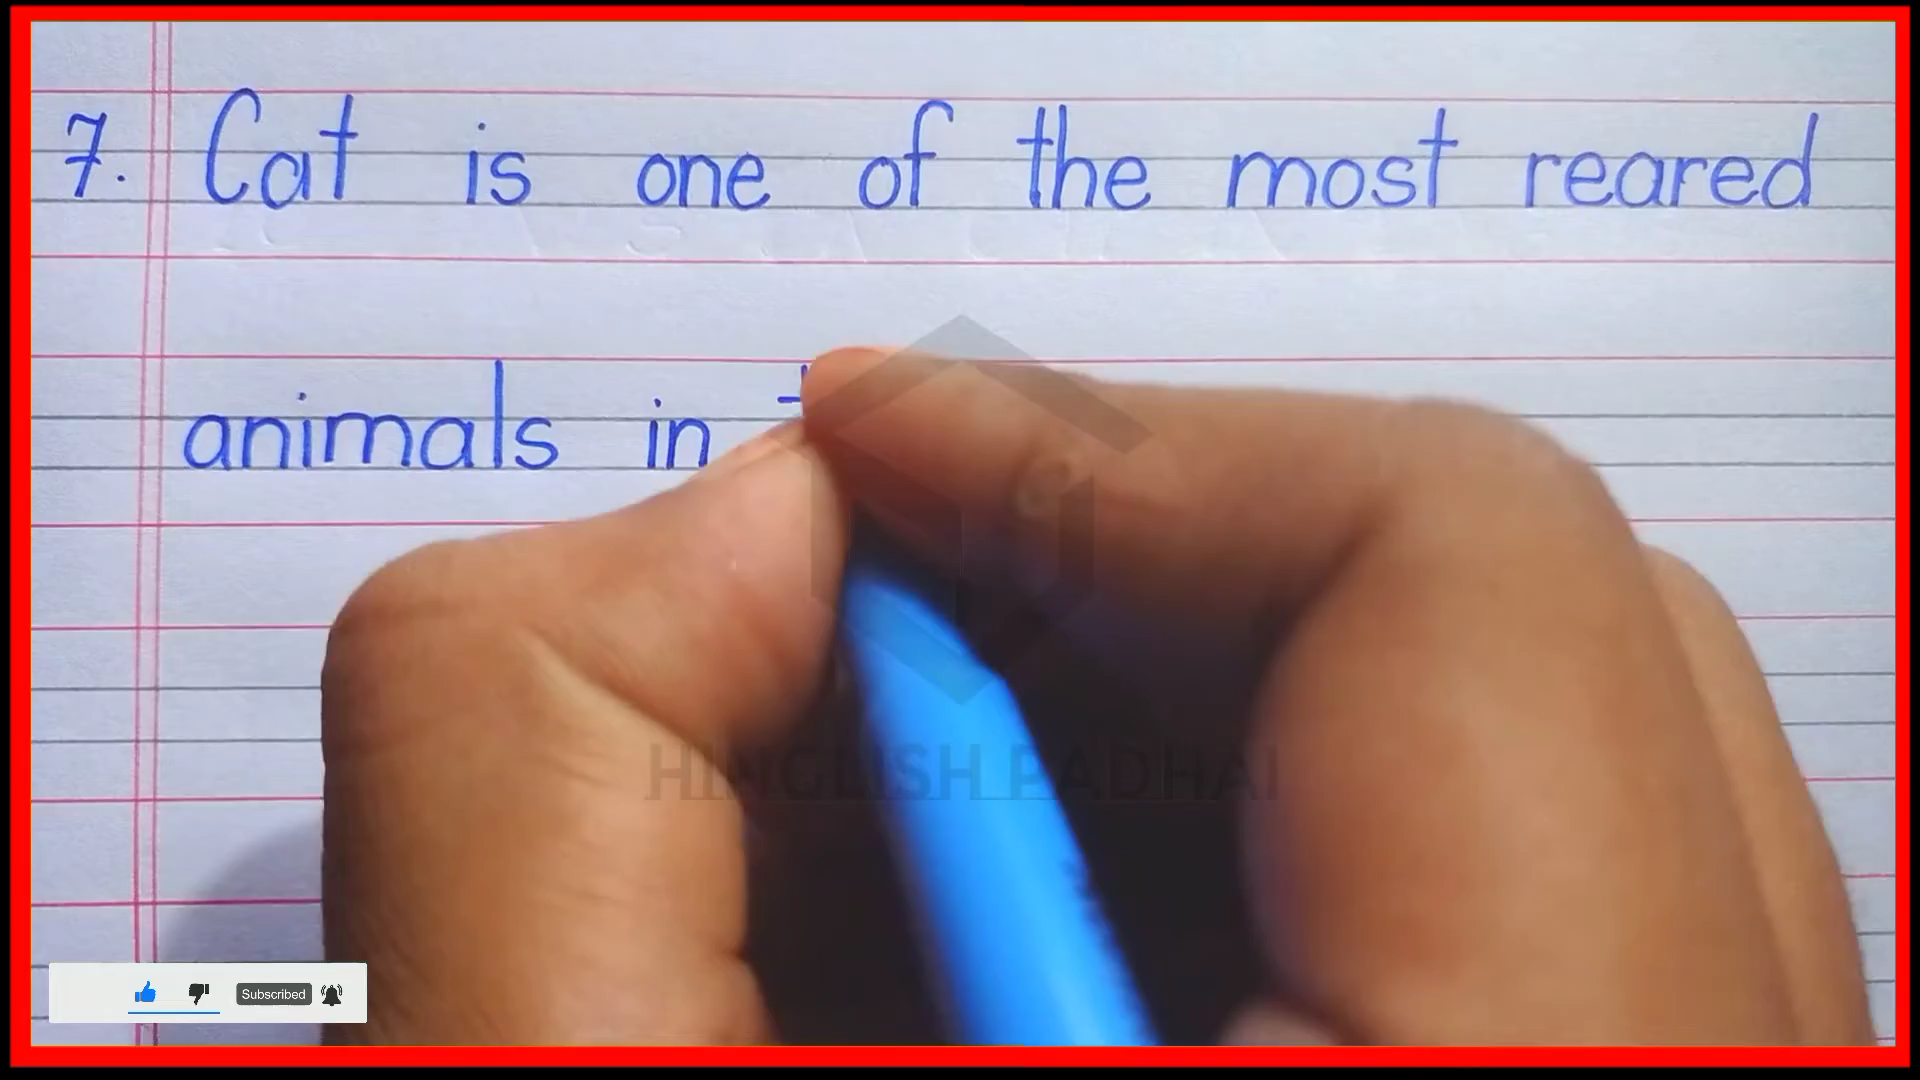 7. Cat is one of the most reared
animals in
HINGLISH PADHAI
Subscribed